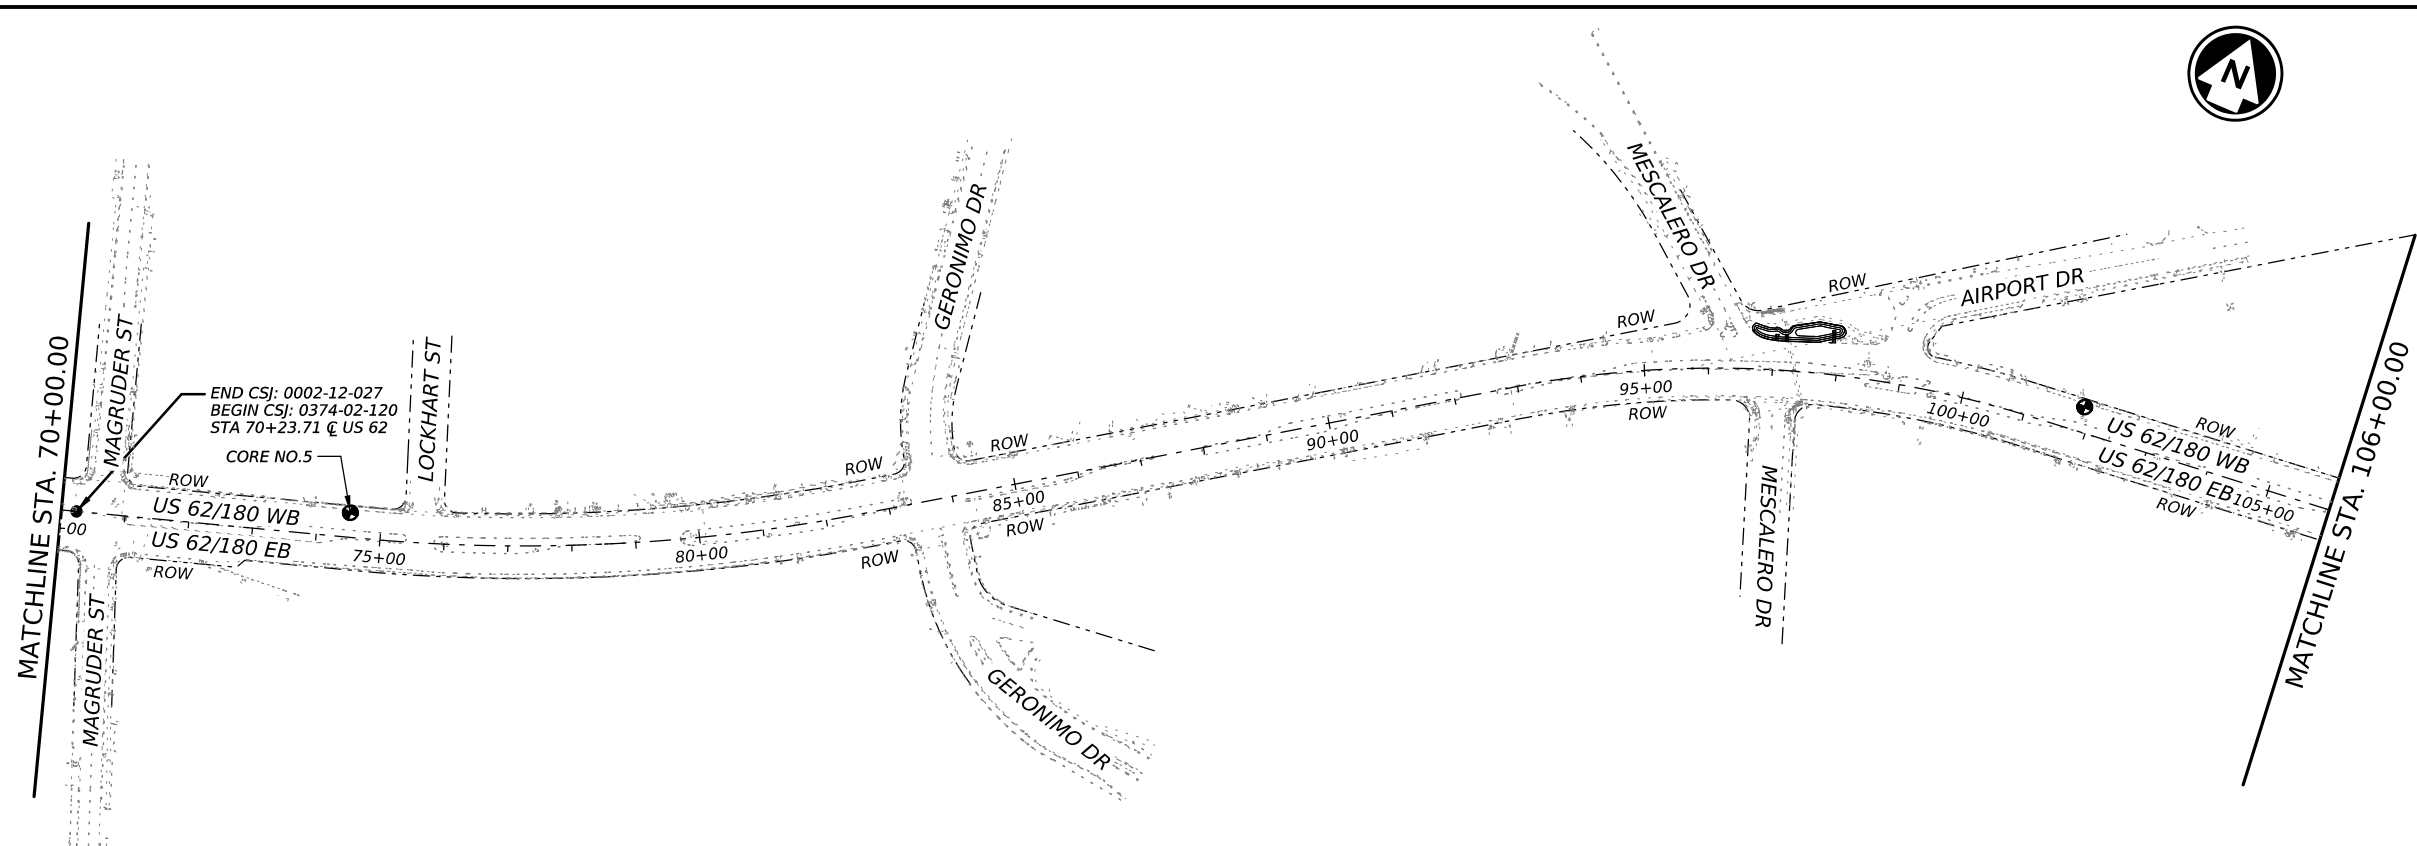 N
MATCHLINE STA. 70+00.00
MAGRUDER ST
END CSJ: 0002-12-027
BEGIN CSJ: 0374-02-120
STA 70+23.71 ℄ US 62
CORE NO.5
LOCKHART ST
GERONIMO DR
MESCALERO DR
AIRPORT DR
ROW
ROW
ROW
ROW
ROW
ROW
US 62/180 WB
US 62/180 EB
+00
75+00
80+00
85+00
90+00
95+00
100+00
105+00
US 62/180 WB
US 62/180 EB
ROW
ROW
ROW
ROW
ROW
MAGRUDER ST
GERONIMO DR
MESCALERO DR
MATCHLINE STA. 106+00.00